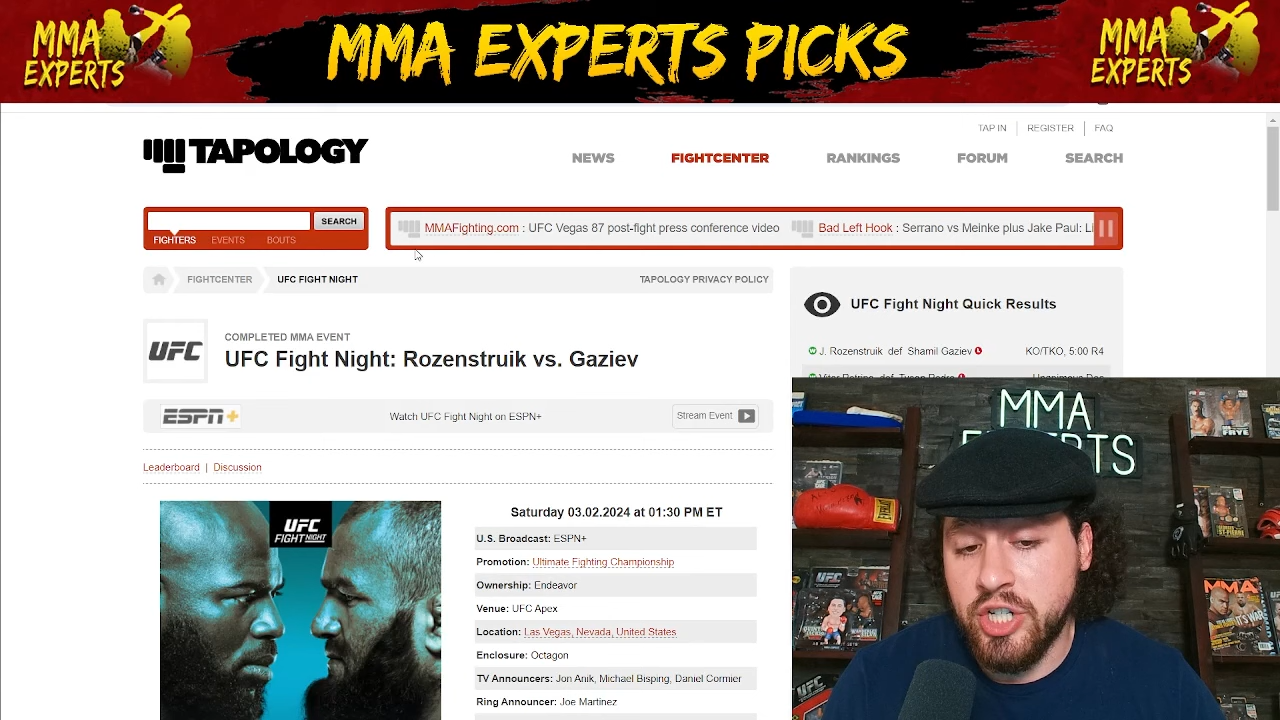 MMA
EXPERTS
MMA EXPERTS PICKS
MMA
EXPERTS
TAP IN
REGISTER
FAQ
TAPOLOGY
NEWS
FIGHTCENTER
RANKINGS
FORUM
SEARCH
SEARCH
FIGHTERS
EVENTS
BOUTS
MMAFighting.com : UFC Vegas 87 post-fight press conference video
Bad Left Hook : Serrano vs Meinke plus Jake Paul: Li
FIGHTCENTER
UFC FIGHT NIGHT
TAPOLOGY PRIVACY POLICY
UFC
COMPLETED MMA EVENT
UFC Fight Night: Rozenstruik vs. Gaziev
UFC Fight Night Quick Results
J. Rozenstruik def Shamil Gaziev
KO/TKO, 5:00 R4
ESPN+
Watch UFC Fight Night on ESPN+
Stream Event
Leaderboard | Discussion
UFC
FIGHT NIGHT
Saturday 03.02.2024 at 01:30 PM ET
U.S. Broadcast: ESPN+
Promotion: Ultimate Fighting Championship
Ownership: Endeavor
Venue: UFC Apex
Location: Las Vegas, Nevada, United States
Enclosure: Octagon
TV Announcers: Jon Anik, Michael Bisping, Daniel Cormier
Ring Announcer: Joe Martinez
MMA
EXPERTS
FRYE
UFC
MMA
UFC